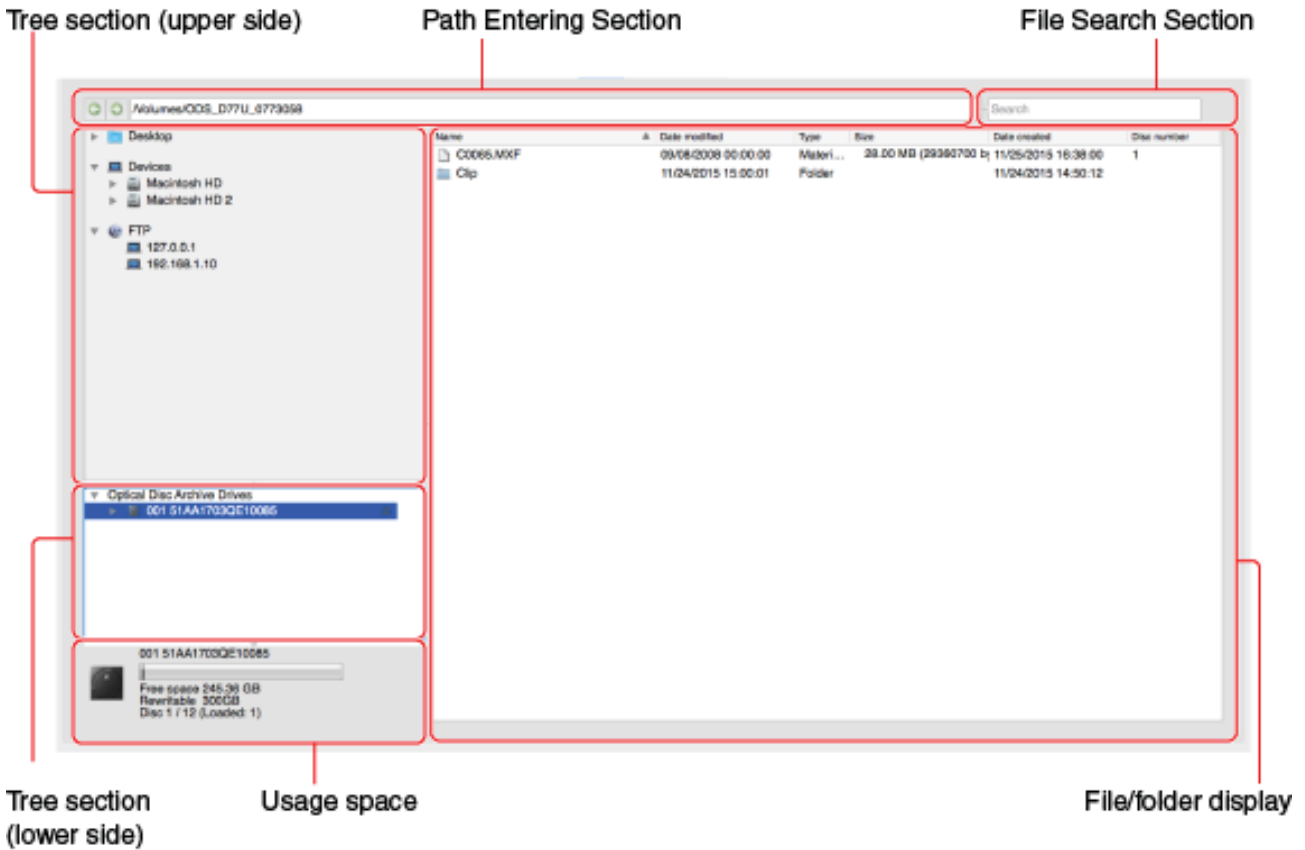 Tree section (upper side) Path Entering Section File Search Section
/Volumes/ODS_D77U_0773058 Search
Desktop
Devices
Macintosh HD
Macintosh HD 2
FTP
127.0.0.1
192.168.1.10
Name Date modified Type Size Date created Disc number
C0065.MXF 09/08/2008 00:00:00 Materi... 28.00 MB (29360700 by 11/25/2015 16:38:00 1
Clip 11/24/2015 15:00:01 Folder 11/24/2015 14:50:12
Optical Disc Archive Drives
001 51AA1703QE10085
001 51AA1703QE10085
Free space 245.36 GB
Rewritable 300GB
Disc 1 / 12 (Loaded: 1)
Tree section
(lower side)
Usage space
File/folder display